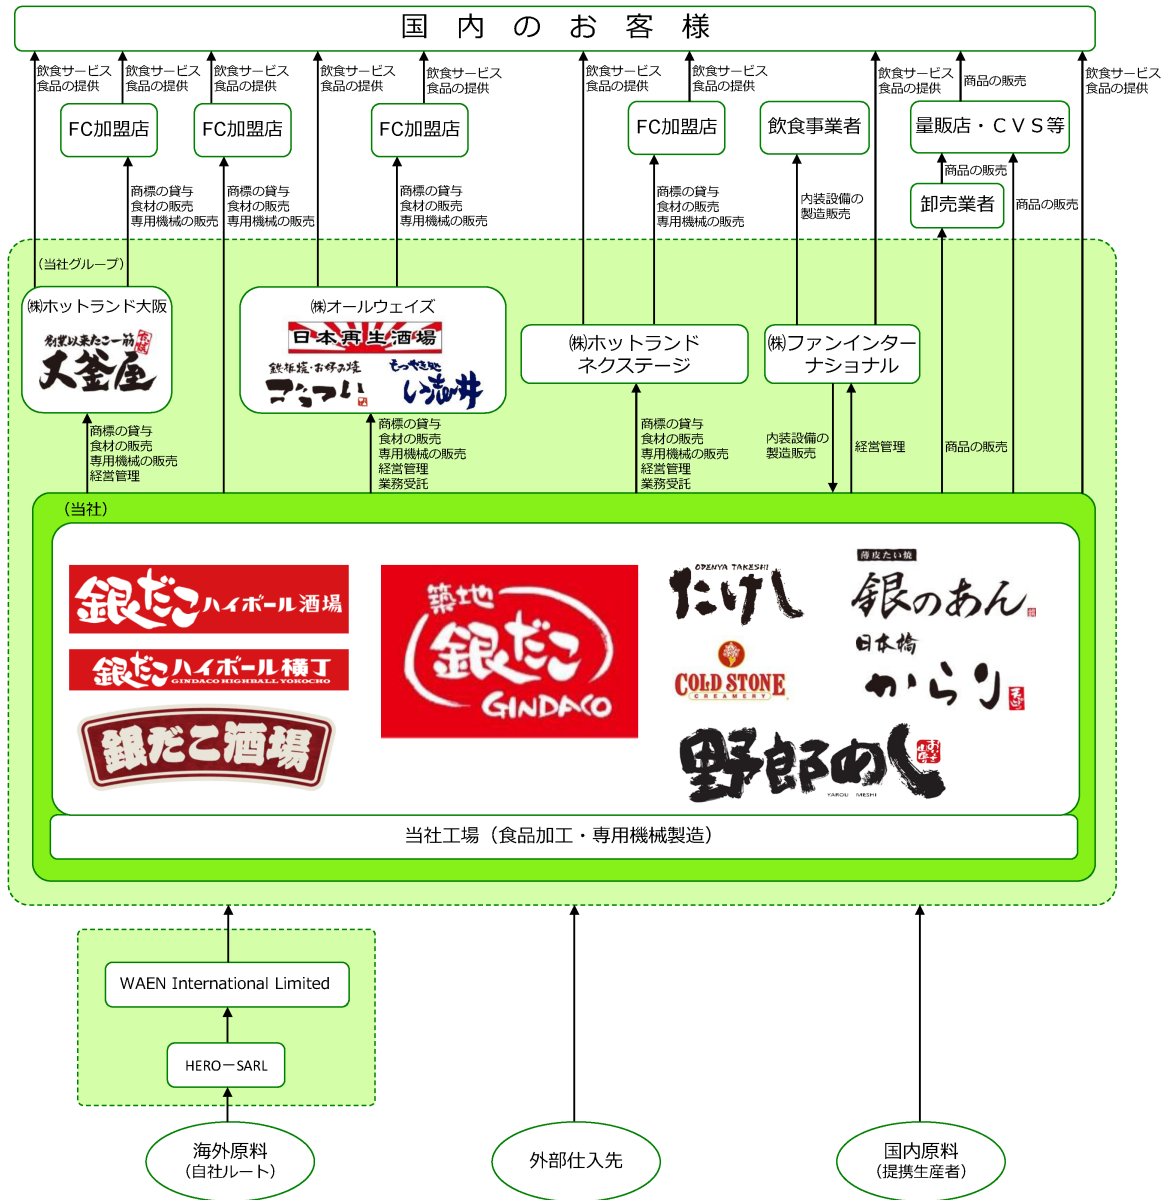 国内のお客様
飲食サービス
食品の提供
飲食サービス
食品の提供
飲食サービス
食品の提供
飲食サービス
食品の提供
飲食サービス
食品の提供
飲食サービス
食品の提供
飲食サービス
食品の提供
飲食サービス
食品の提供
商品の販売
飲食サービス
食品の提供
FC加盟店
FC加盟店
FC加盟店
FC加盟店
飲食事業者
量販店・CVS等
商品の販売
卸売業者
商品の販売
商標の貸与
食材の販売
専用機械の販売
商標の貸与
食材の販売
専用機械の販売
商標の貸与
食材の販売
専用機械の販売
商標の貸与
食材の販売
専用機械の販売
内装設備の
製造販売
（当社グループ）
㈱ホットランド大阪
創業以来たこ一筋
大釜屋
㈱オールウェイズ
日本再生酒場
鉄板焼・お好み焼
ごっつい
もつやき処
い志井
㈱ホットランド
ネクステージ
㈱ファンインター
ナショナル
商標の貸与
食材の販売
専用機械の販売
経営管理
商標の貸与
食材の販売
専用機械の販売
経営管理
業務受託
商標の貸与
食材の販売
専用機械の販売
経営管理
業務受託
内装設備の
製造販売
経営管理
商品の販売
（当社）
銀だこハイボール酒場
銀だこハイボール横丁
GINDACO HIGHBALL YOKOCHO
銀だこ酒場
築地
銀だこ
GINDACO
ODENYA TAKESHI
たけし
COLD STONE
CREAMERY
薄皮たい焼
銀のあん
日本橋
からり
野郎めし
YAROU MESHI
当社工場（食品加工・専用機械製造）
WAEN International Limited
HERO－SARL
海外原料
（自社ルート）
外部仕入先
国内原料
（提携生産者）